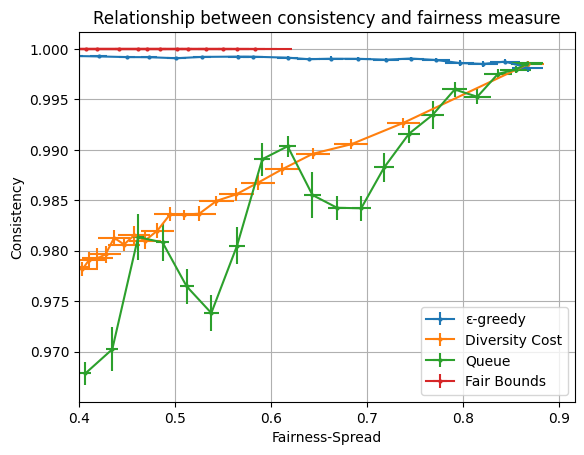 Relationship between consistency and fairness measure
1.000
0.995
0.990
0.985
0.980
0.975
0.970
Consistency
ε-greedy
Diversity Cost
Queue
Fair Bounds
0.4 0.5 0.6 0.7 0.8 0.9
Fairness-Spread